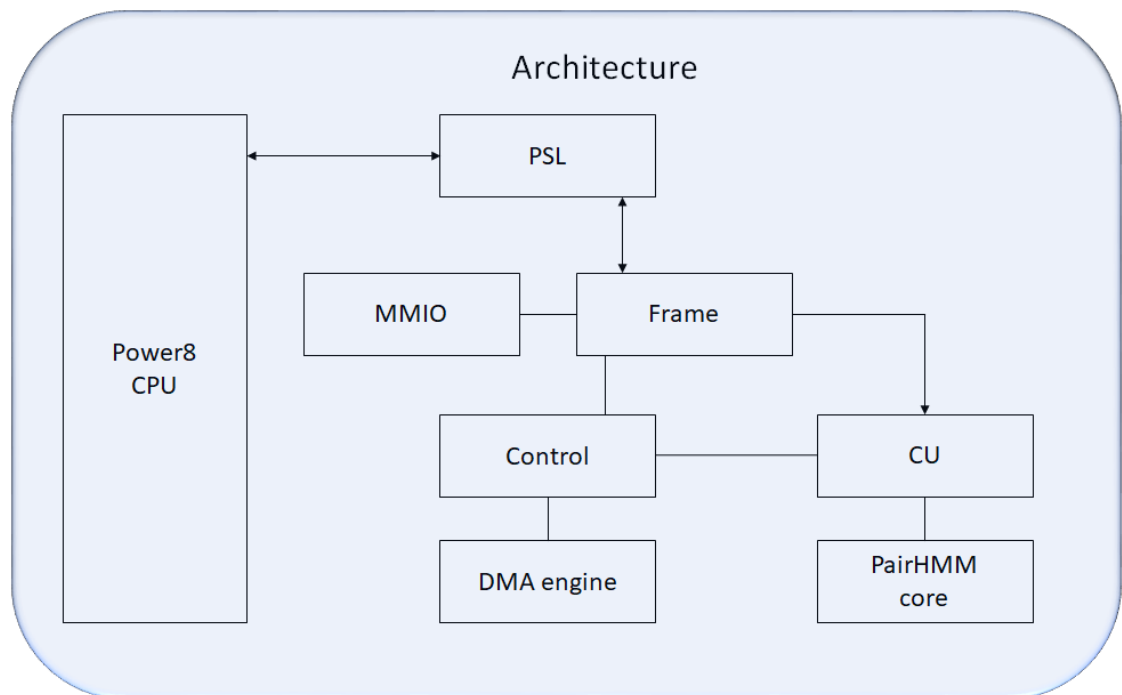 Architecture
PSL
MMIO
Frame
Power8
CPU
Control
CU
DMA engine
PairHMM
core